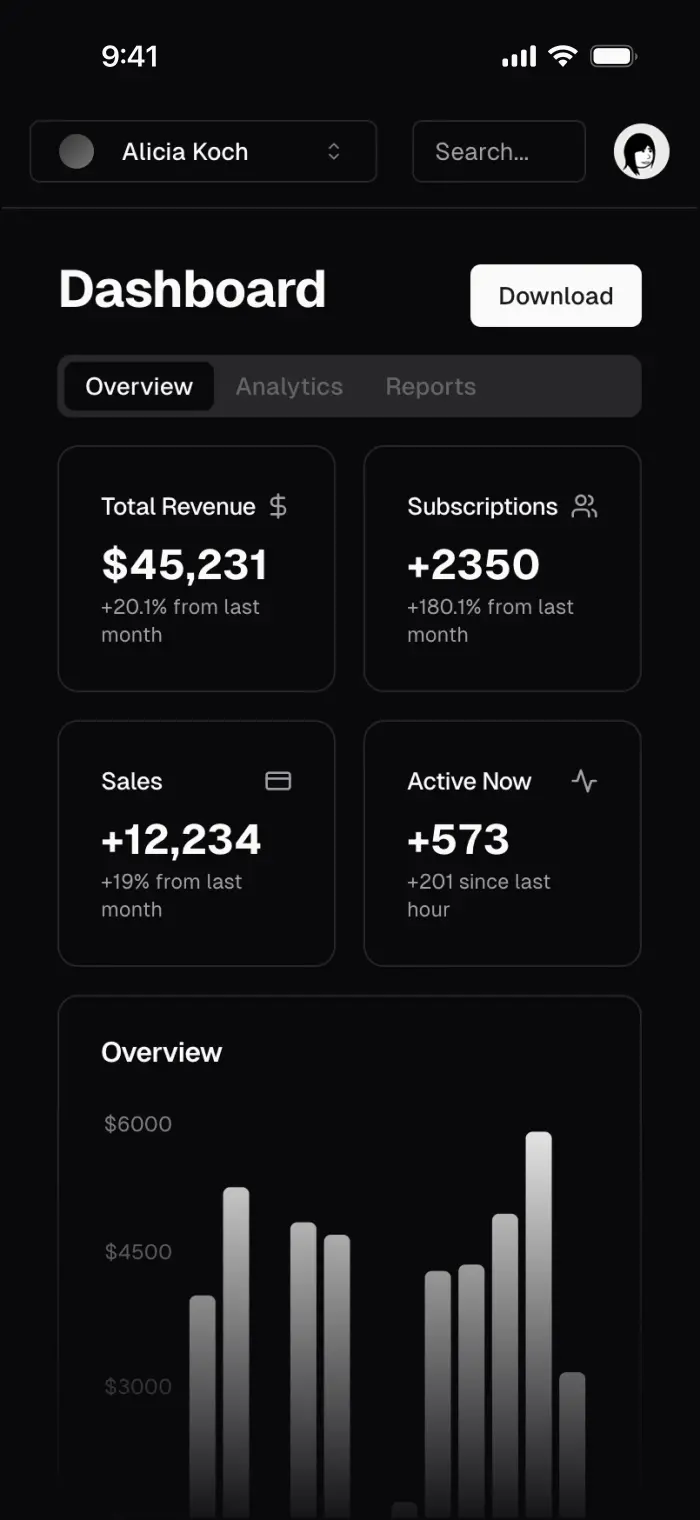 9:41
Alicia Koch
Search...
Dashboard
Download
Overview
Analytics
Reports
Total Revenue
$45,231
+20.1% from last
month
Subscriptions
+2350
+180.1% from last
month
Sales
+12,234
+19% from last
month
Active Now
+573
+201 since last
hour
Overview
$6000
$4500
$3000